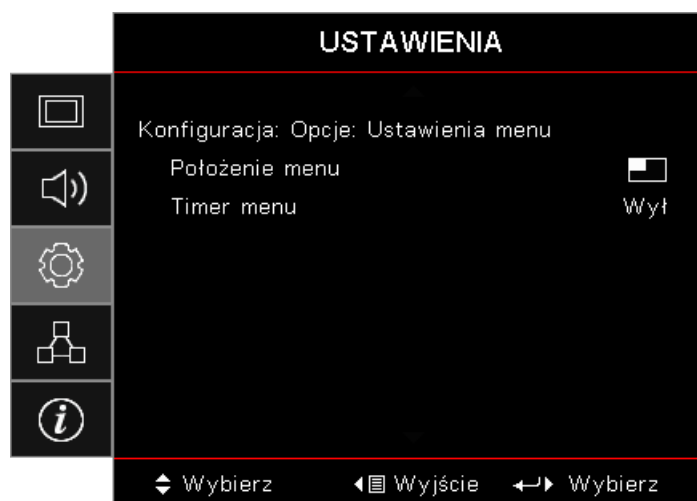 USTAWIENIA
Konfiguracja: Opcje: Ustawienia menu
Położenie menu
Timer menu Wył
Wybierz Wyjście Wybierz